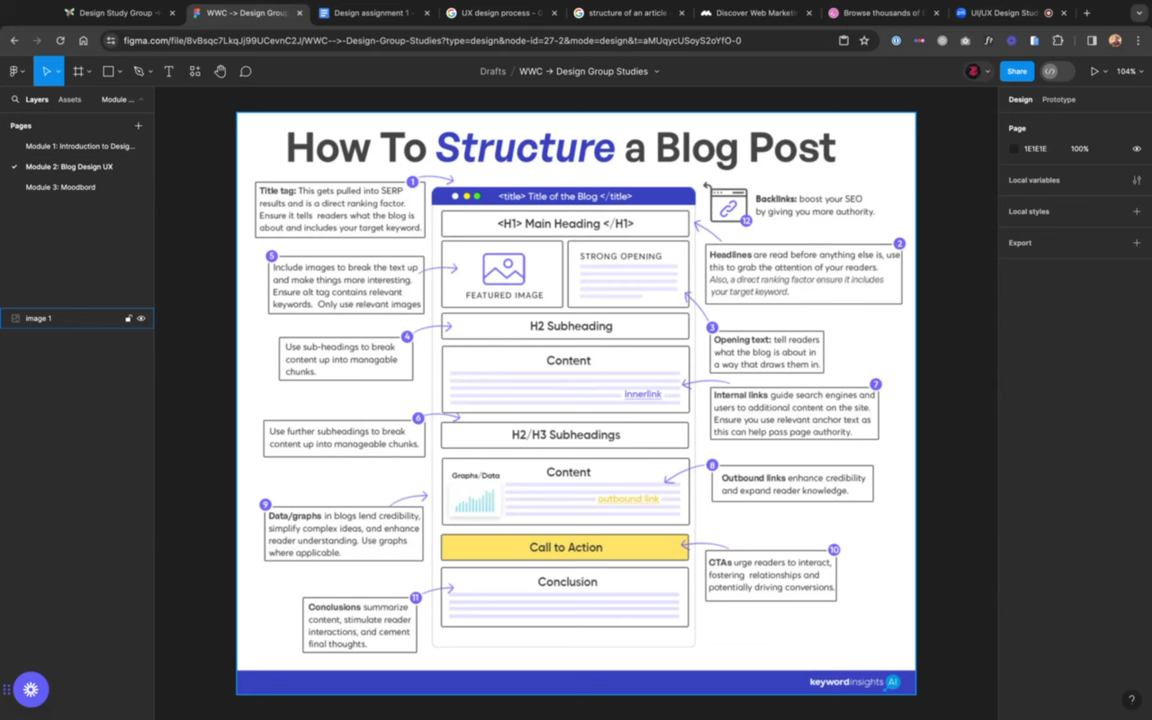 Design Study Group
WWC -> Design Group
Design assignment 1 -
UX design process - G
structure of an article
Discover Web Market
Browse thousands of
UI/UX Design Stu
figma.com/file/8vBsqc7LkqJj99UCevnC2J/WWC-->-Design-Group-Studies?type=design&node-id=27-2&mode=design&t=aMUqycUSoyS2oYfO-0
Drafts / WWC -> Design Group Studies
Share
104%
Layers
Assets
Module ...
Pages
Module 1: Introduction to Desig...
Module 2: Blog Design UX
Module 3: Moodbord
image 1
Design
Prototype
Page
1E1E1E
100%
Local variables
Local styles
Export
How To Structure a Blog Post
1
Title tag: This gets pulled into SERP
results and is a direct ranking factor.
Ensure it tells readers what the blog is
about and includes your target keyword.
<title> Title of the Blog </title>
Backlinks: boost your SEO
by giving you more authority.
12
<H1> Main Heading </H1>
2
Headlines are read before anything else is, use
this to grab the attention of your readers.
Also, a direct ranking factor ensure it includes
your target keyword.
5
Include images to break the text up
and make things more interesting.
Ensure alt tag contains relevant
keywords. Only use relevant images
FEATURED IMAGE
STRONG OPENING
3
Opening text: tell readers
what the blog is about in
a way that draws them in.
4
Use sub-headings to break
content up into managable
chunks.
H2 Subheading
Content
innerlink
7
Internal links guide search engines and
users to additional content on the site.
Ensure you use relevant anchor text as
this can help pass page authority.
6
Use further subheadings to break
content up into manageable chunks.
H2/H3 Subheadings
Content
Graphs/Data
outbound link
8
Outbound links enhance credibility
and expand reader knowledge.
9
Data/graphs in blogs lend credibility,
simplify complex ideas, and enhance
reader understanding. Use graphs
where applicable.
Call to Action
10
CTAs urge readers to interact,
fostering relationships and
potentially driving conversions.
Conclusion
11
Conclusions summarize
content, stimulate reader
interactions, and cement
final thoughts.
keywordinsights AI